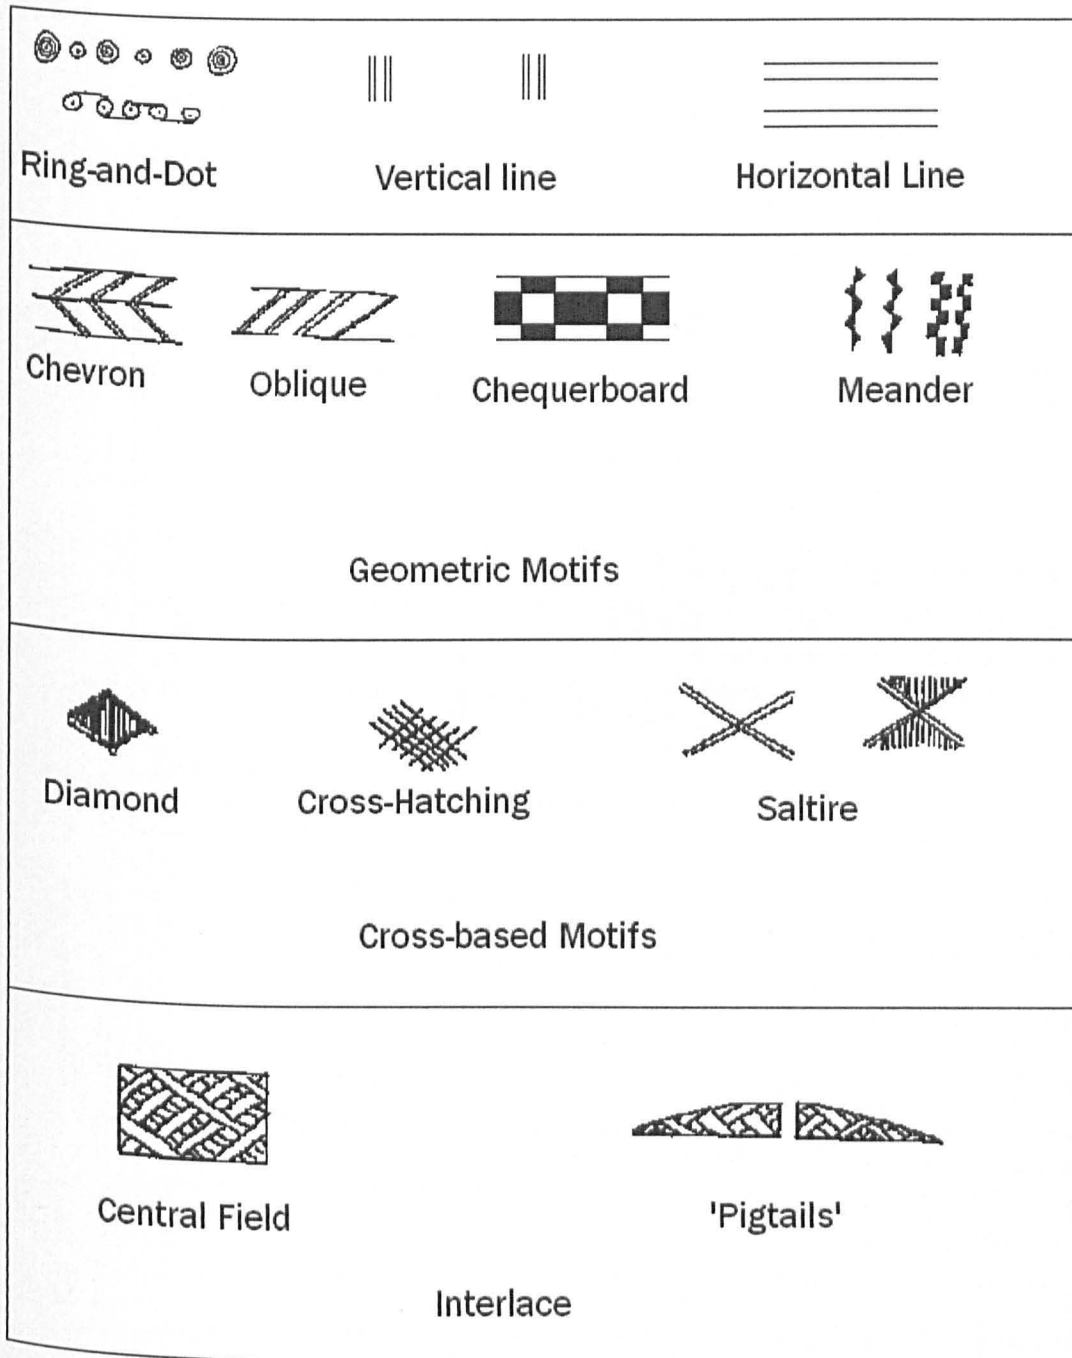 Ring-and-Dot
Vertical line
Horizontal Line
Chevron
Oblique
Chequerboard
Meander
Geometric Motifs
Diamond
Cross-Hatching
Saltire
Cross-based Motifs
Central Field
'Pigtails'
Interlace